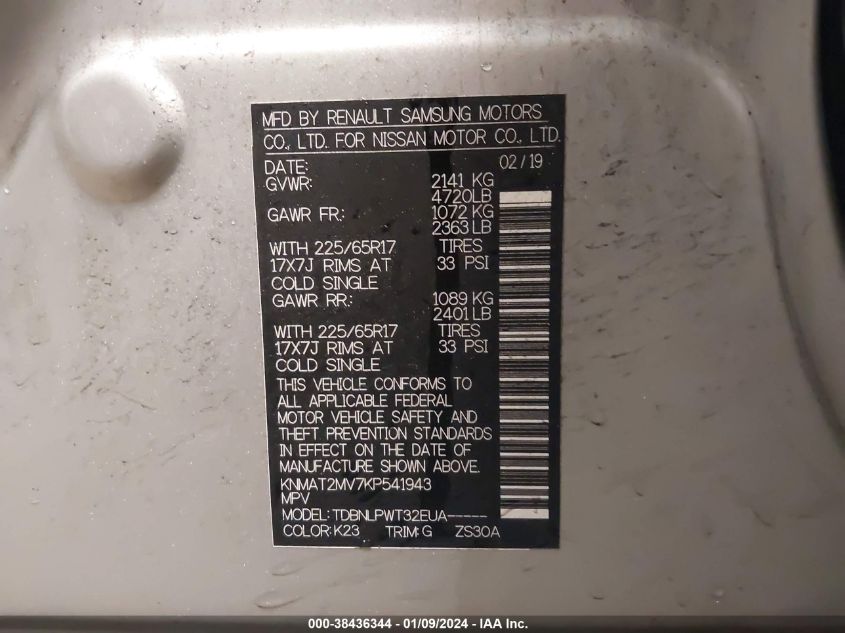 MFD BY RENAULT SAMSUNG MOTORS
CO., LTD. FOR NISSAN MOTOR CO., LTD.
DATE: 02/19
GVWR: 2141 KG
4720LB
GAWR FR.: 1072 KG
2363 LB
WITH 225/65R17 TIRES
17X7J RIMS AT 33 PSI
COLD SINGLE
GAWR RR.: 1089 KG
2401 LB
WITH 225/65R17 TIRES
17X7J RIMS AT 33 PSI
COLD SINGLE
THIS VEHICLE CONFORMS TO
ALL APPLICABLE FEDERAL
MOTOR VEHICLE SAFETY AND
THEFT PREVENTION STANDARDS
IN EFFECT ON THE DATE OF
MANUFACTURE SHOWN ABOVE.
KNMAT2MV7KP541943
MPV
MODEL: TDBNLPWT32EUA-----
COLOR: K23 TRIM: G ZS30A
000-38436344 - 01/09/2024 - IAA Inc.